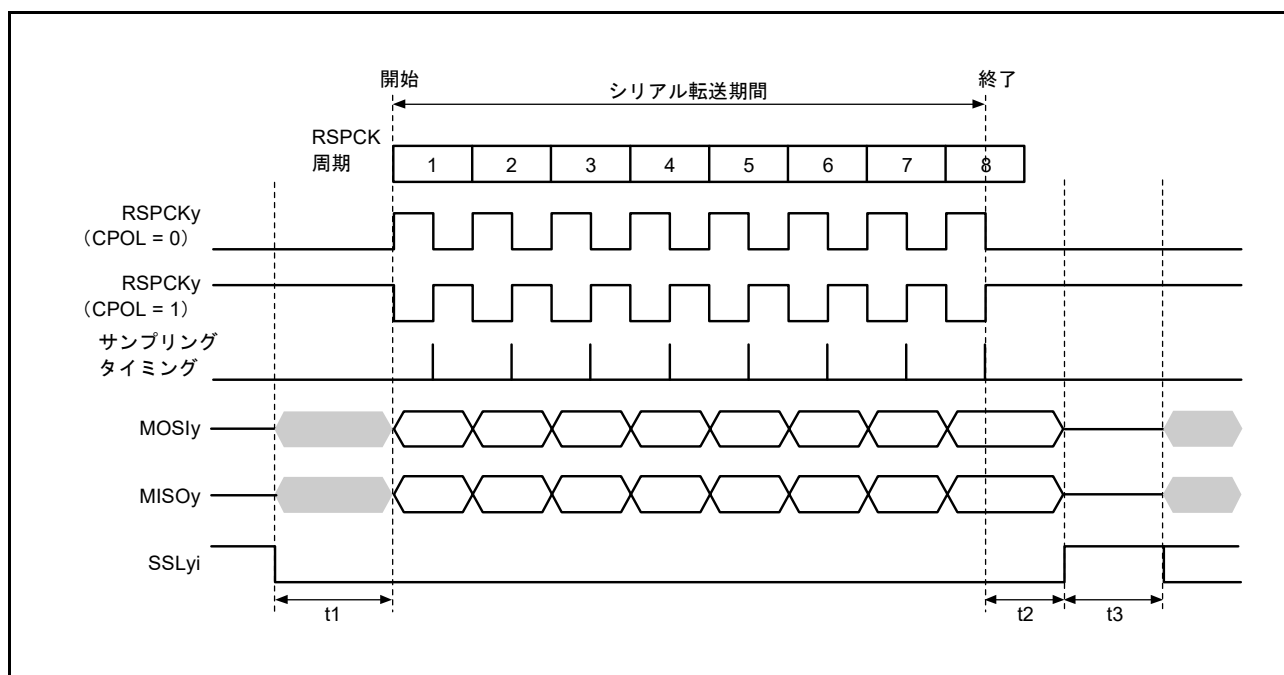 開始
終了
シリアル転送期間
RSPCK
周期
1 2 3 4 5 6 7 8
RSPCKy
（CPOL = 0）
RSPCKy
（CPOL = 1）
サンプリング
タイミング
MOSIy
MISOy
SSLyi
t1
t2
t3